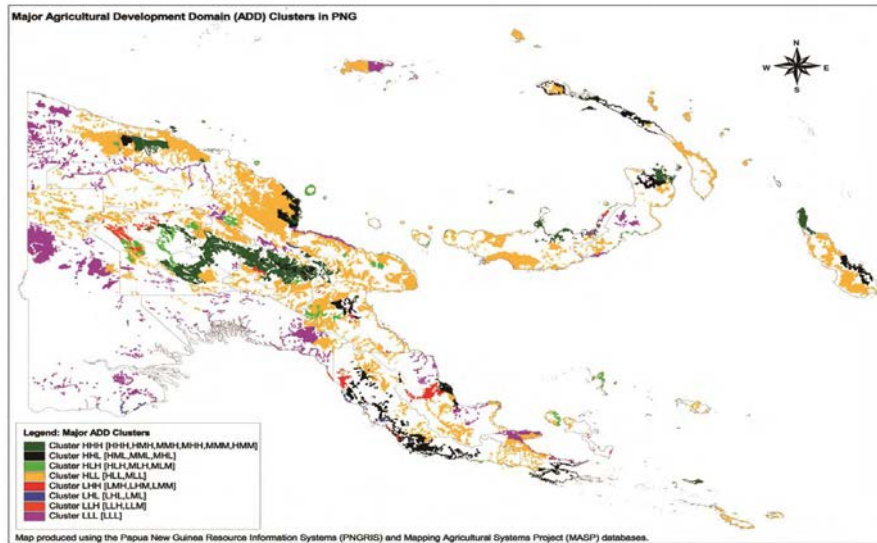 Major Agricultural Development Domain (ADD) Clusters in PNG
N
W E
S
Legend: Major ADD Clusters
Cluster HHH [HHH,HMH,MMH,MHH,MMM,HMM]
Cluster HHL [HML,MML,MHL]
Cluster HLH [HLH,MLH,MLM]
Cluster HLL [HLL,MLL]
Cluster LHH [LMH,LHM,LMM]
Cluster LHL [LHL,LML]
Cluster LLH [LLH,LLM]
Cluster LLL [LLL]
Map produced using the Papua New Guinea Resource Information Systems (PNGRIS) and Mapping Agricultural Systems Project (MASP) databases.